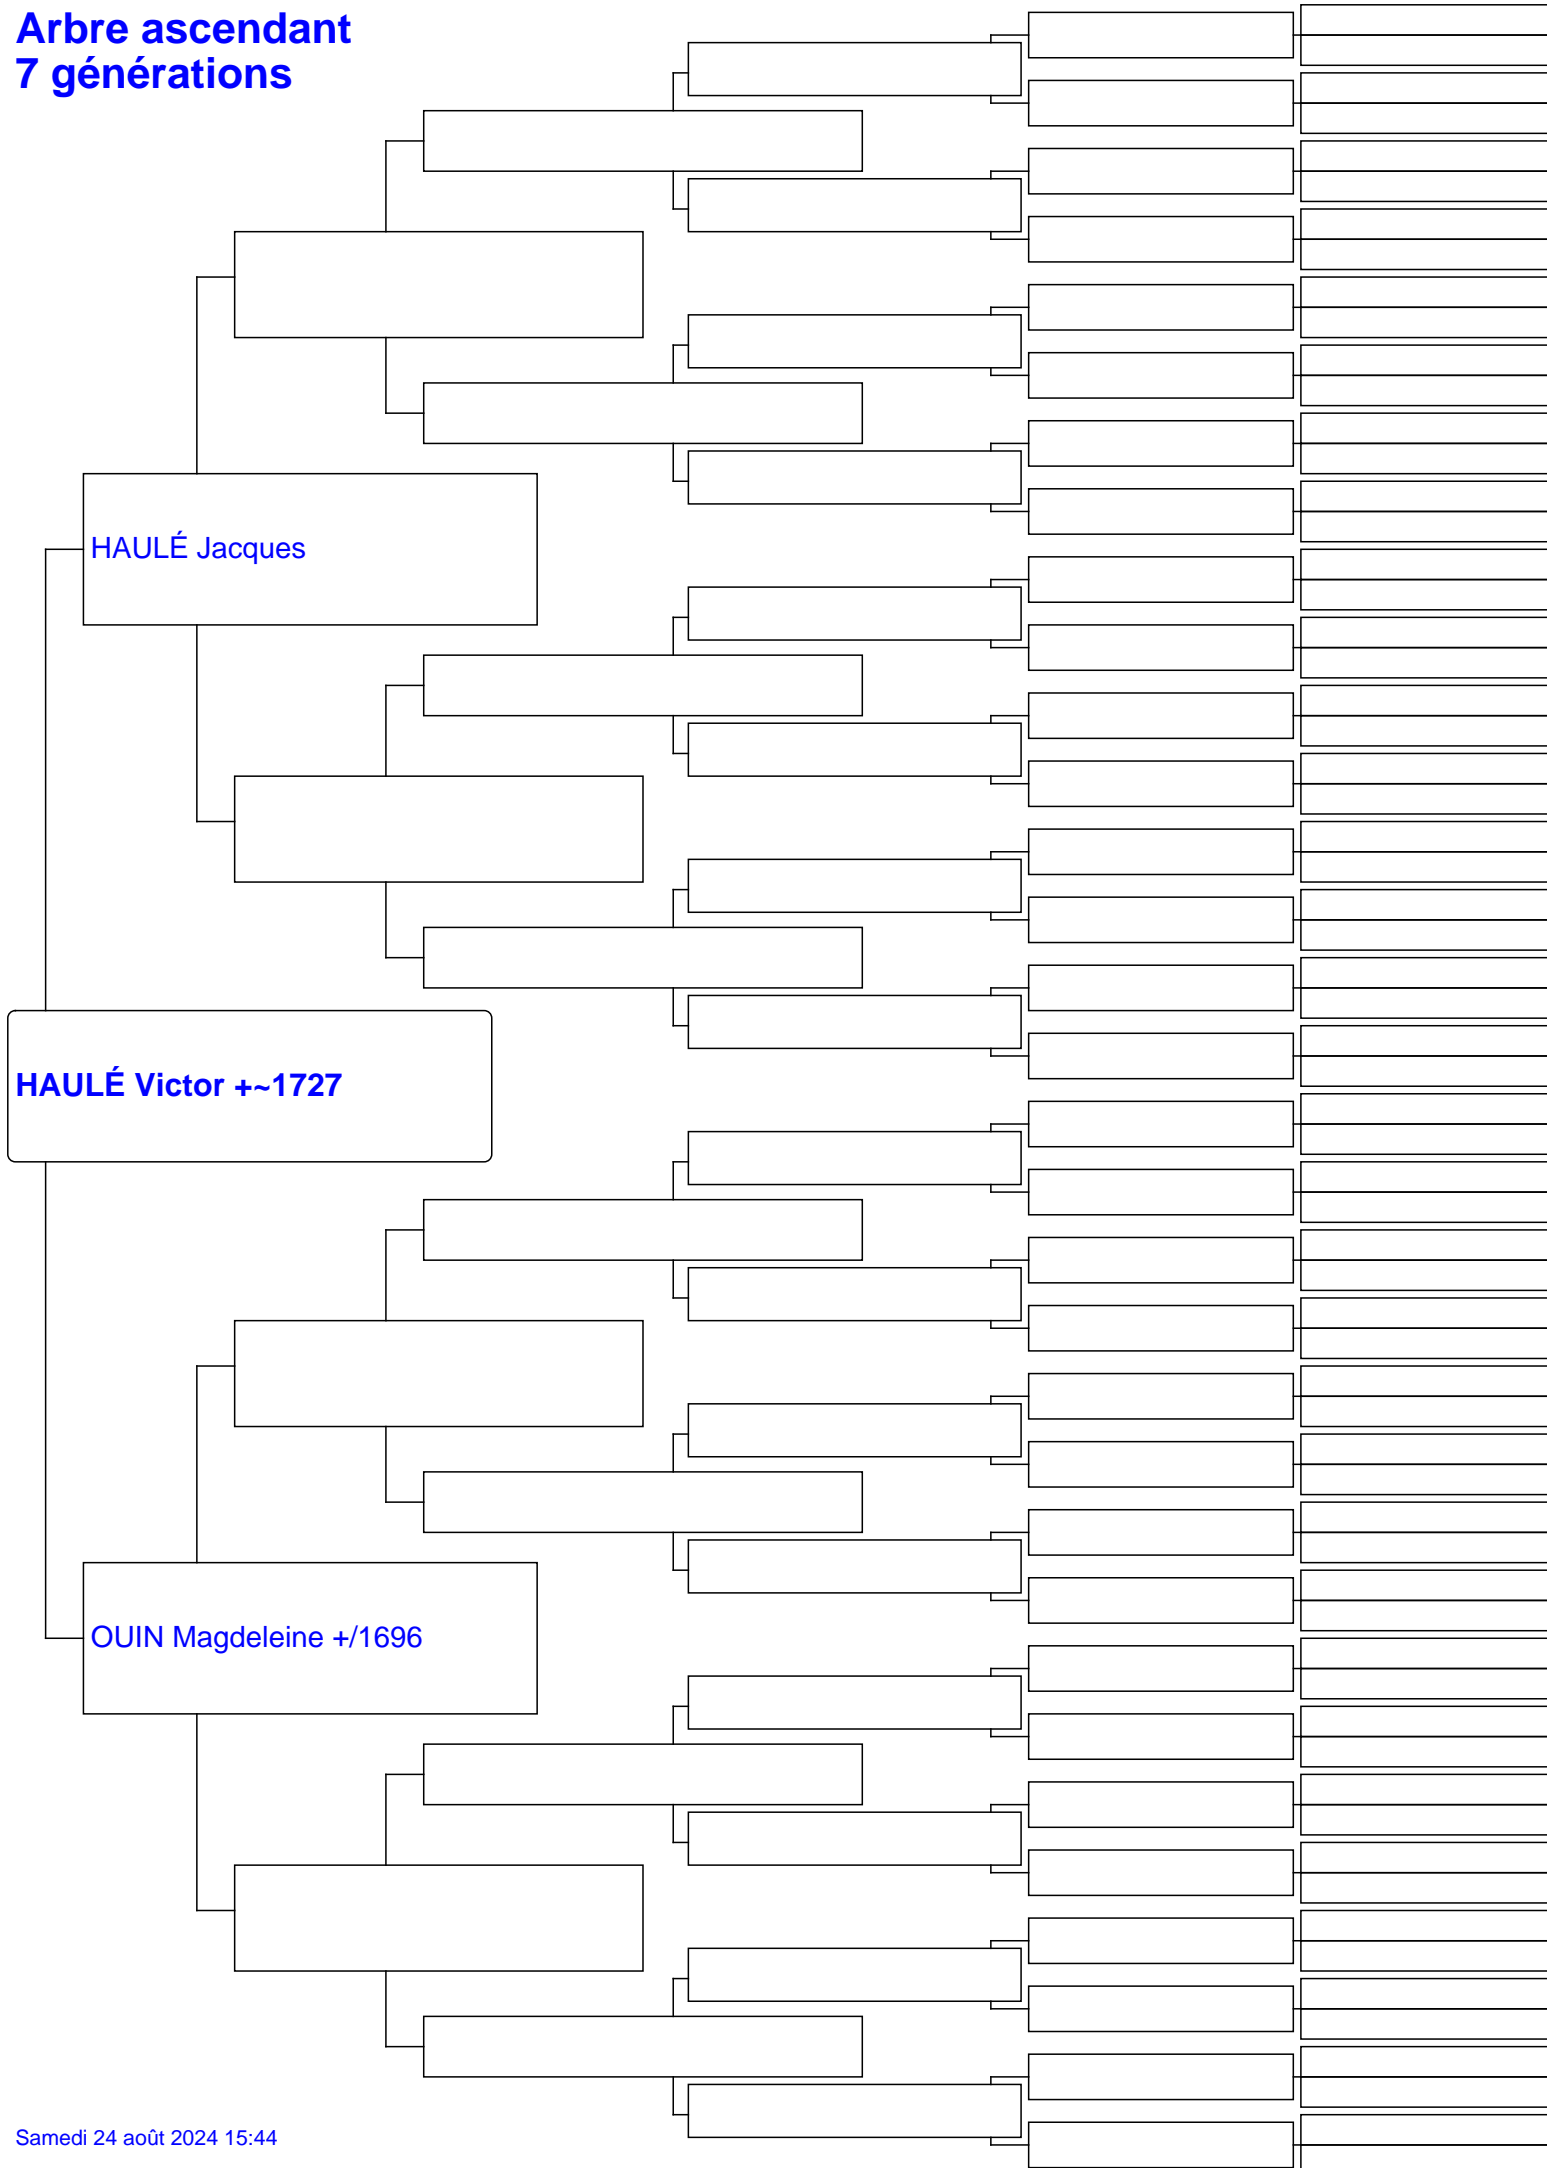 Arbre ascendant
7 générations
HAULÉ Jacques
HAULÉ Victor +~1727
OUIN Magdeleine +/1696
Samedi 24 août 2024 15:44